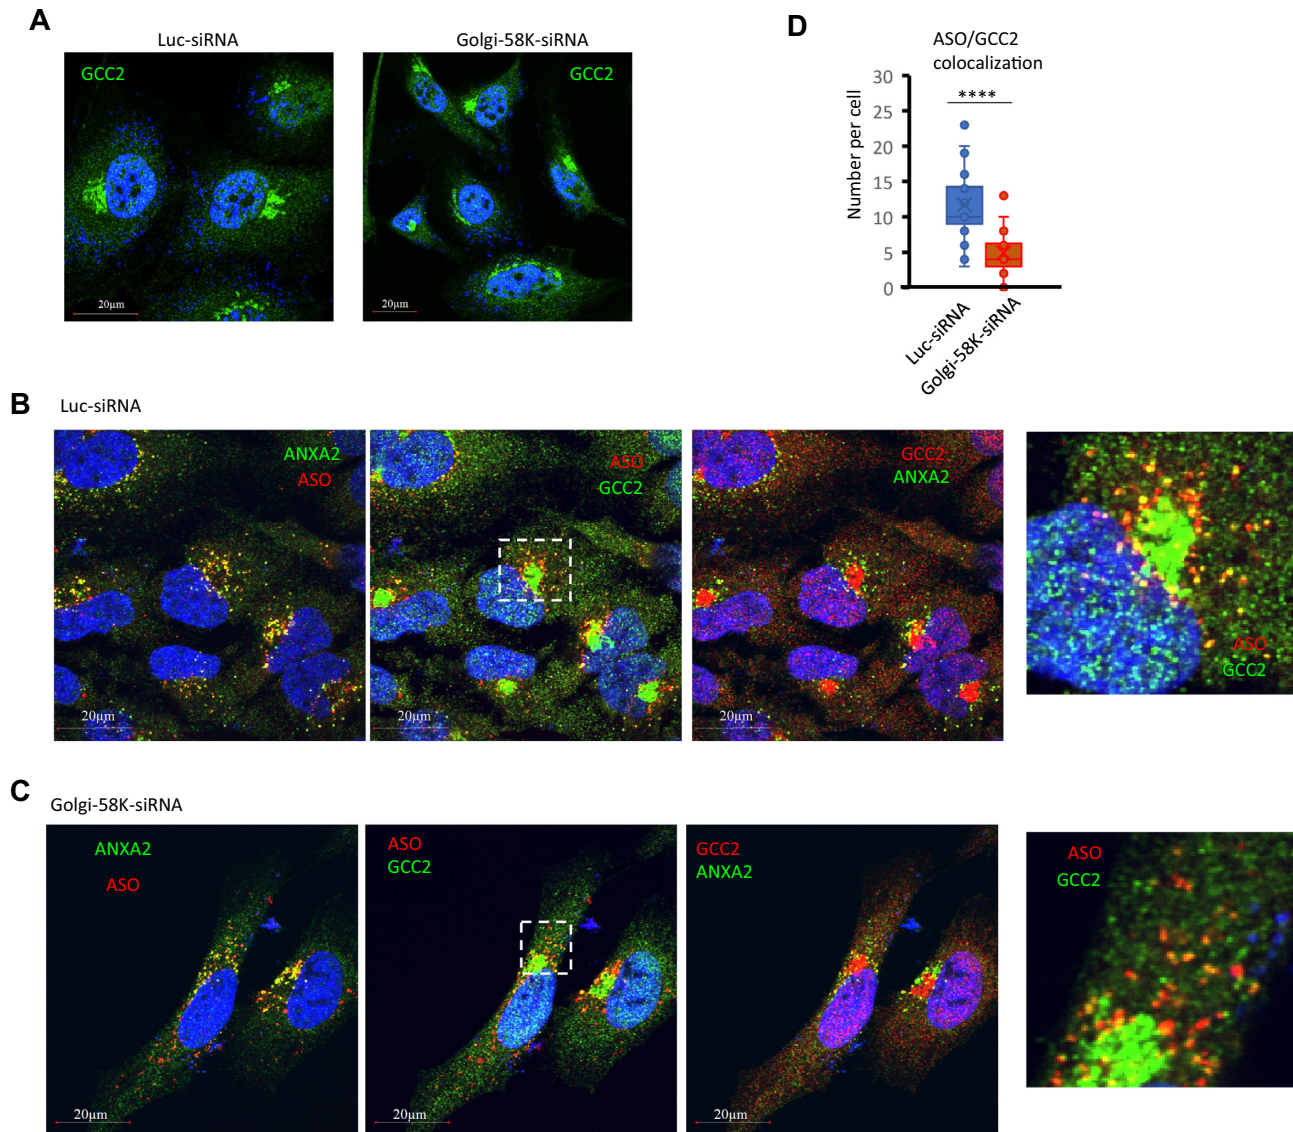 A
Luc-siRNA
Golgi-58K-siRNA
GCC2
GCC2
20μm
20μm
D
ASO/GCC2
colocalization
****
Number per cell
30
25
20
15
10
5
0
Luc-siRNA
Golgi-58K-siRNA
B
Luc-siRNA
ANXA2
ASO
20μm
ASO
GCC2
20μm
GCC2
ANXA2
20μm
ASO
GCC2
C
Golgi-58K-siRNA
ANXA2
ASO
20μm
ASO
GCC2
20μm
GCC2
ANXA2
20μm
ASO
GCC2